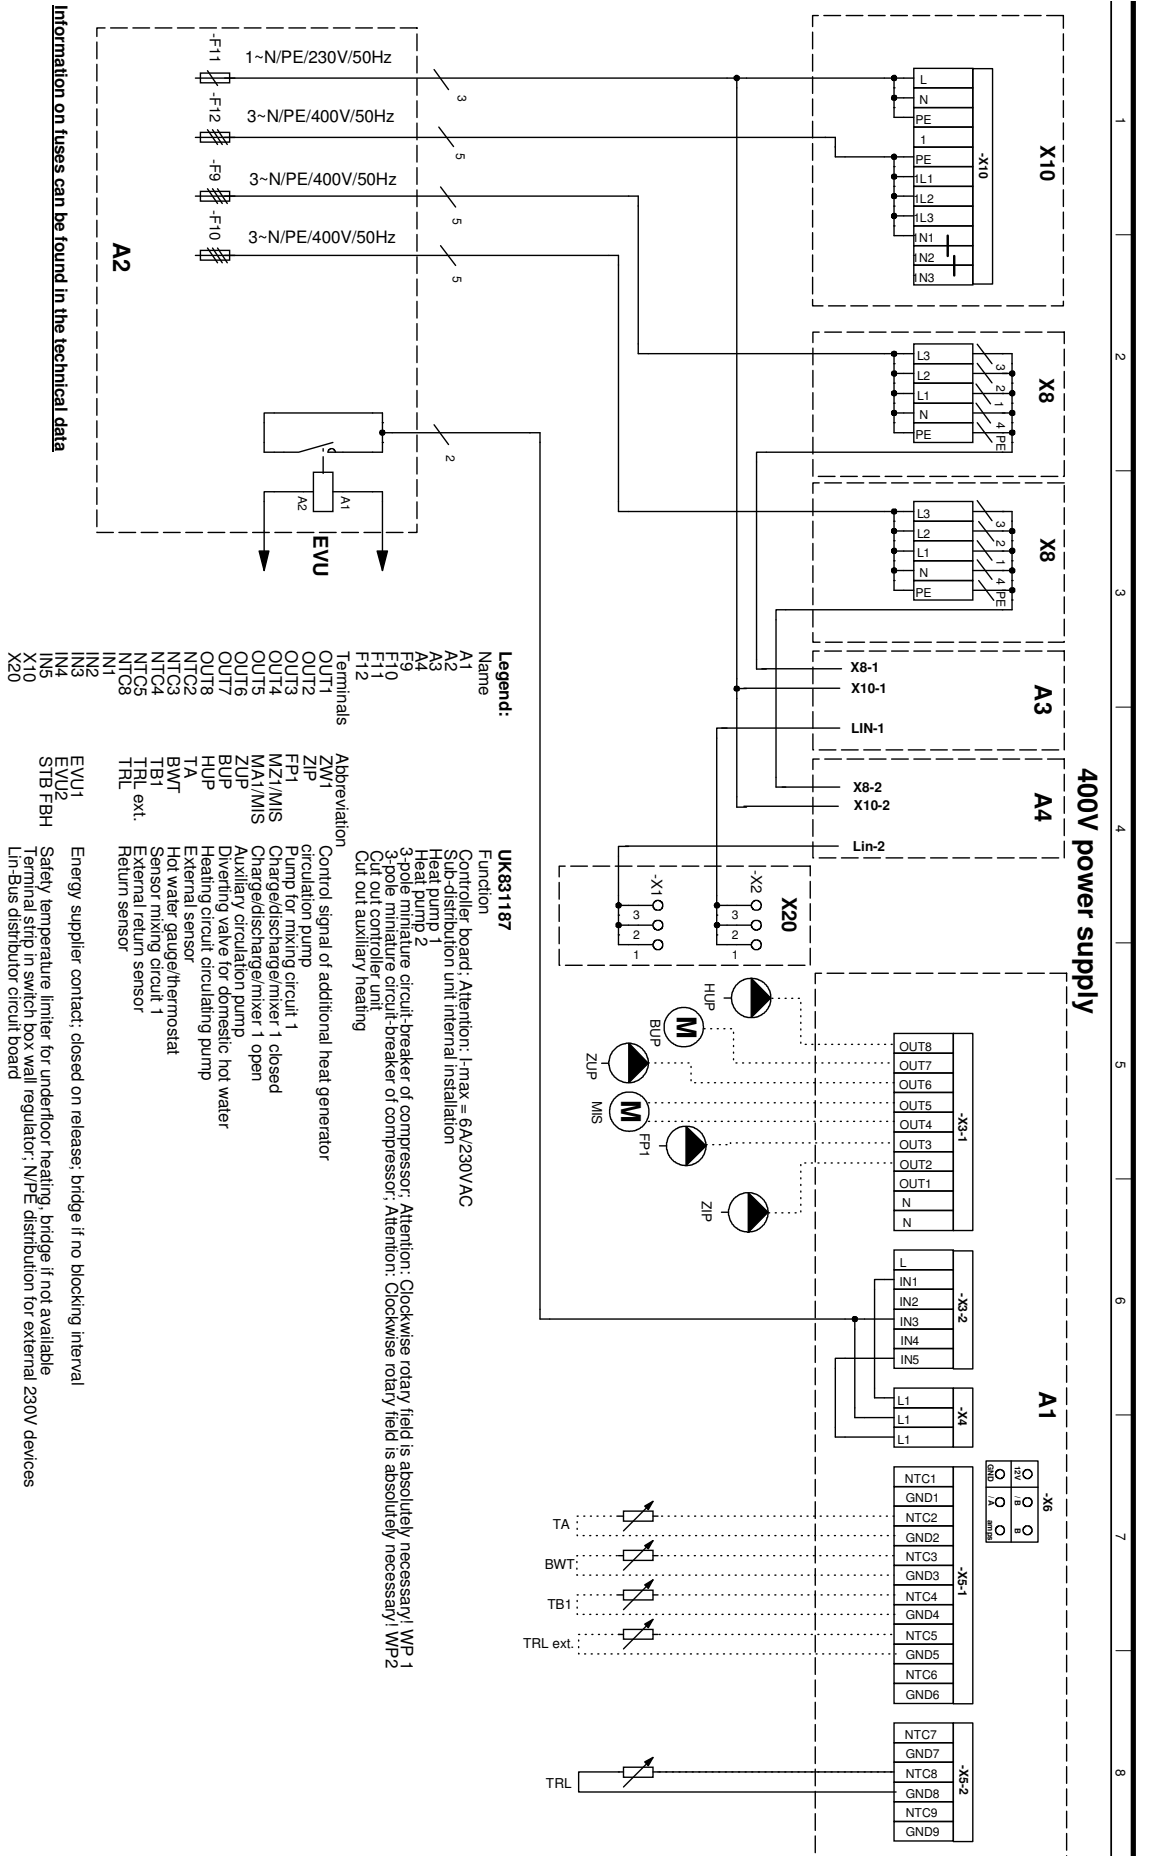 1
2
3
4
5
6
7
8
400V power supply
X10
-X10
L
N
PE
1
PE
1L1
1L2
1L3
1N1
1N2
1N3
X8
3
2
1
4
PE
L3
L2
L1
N
PE
X8
3
2
1
4
PE
L3
L2
L1
N
PE
A3
X8-1
X10-1
LIN-1
A4
X8-2
X10-2
Lin-2
X20
-X2
3
2
1
-X1
3
2
1
A1
-X3-1
OUT8
OUT7
OUT6
OUT5
OUT4
OUT3
OUT2
OUT1
N
N
HUP
BUP
ZUP
MIS
FP1
ZIP
M
M
-X3-2
L
IN1
IN2
IN3
IN4
IN5
-X4
L1
L1
L1
-X6
12V
/ B
B
GND
/ A
amps
-X5-1
NTC1
GND1
NTC2
GND2
NTC3
GND3
NTC4
GND4
NTC5
GND5
NTC6
GND6
TA
BWT
TB1
TRL ext.
-X5-2
NTC7
GND7
NTC8
GND8
NTC9
GND9
TRL
3
5
5
5
2
1~N/PE/230V/50Hz
3~N/PE/400V/50Hz
3~N/PE/400V/50Hz
3~N/PE/400V/50Hz
-F11
-F12
-F9
-F10
A1
A2
EVU
A2
Information on fuses can be found in the technical data
Legend: UK831187
Name Function
A1 Controller board; Attention: I-max = 6A/230VAC
A2 Sub-distribution unit internal installation
A3 Heat pump 1
A4 Heat pump 2
F9 3-pole miniature circuit-breaker of compressor; Attention: Clockwise rotary field is absolutely necessary! WP 1
F10 3-pole miniature circuit-breaker of compressor; Attention: Clockwise rotary field is absolutely necessary! WP2
F11 Cut out controller unit
F12 Cut out auxiliary heating
Terminals Abbreviation
OUT1 ZW1 Control signal of additional heat generator
OUT2 ZIP circulation pump
OUT3 FP1 Pump for mixing circuit 1
OUT4 MZ1/MIS Charge/discharge/mixer 1 closed
OUT5 MA1/MIS Charge/discharge/mixer 1 open
OUT6 ZUP Auxiliary circulation pump
OUT7 BUP Diverting valve for domestic hot water
OUT8 HUP Heating circuit circulating pump
NTC2 TA External sensor
NTC3 BWT Hot water gauge/thermostat
NTC4 TB1 Sensor mixing circuit 1
NTC5 TRL ext. External return sensor
NTC8 TRL Return sensor
IN1
IN2
IN3 EVU1 Energy supplier contact; closed on release; bridge if no blocking interval
IN4 EVU2
IN5 STB FBH Safety temperature limiter for underfloor heating, bridge if not available
X10 Terminal strip in switch box wall regulator; N/PE distribution for external 230V devices
X20 Lin-Bus distributor circuit board